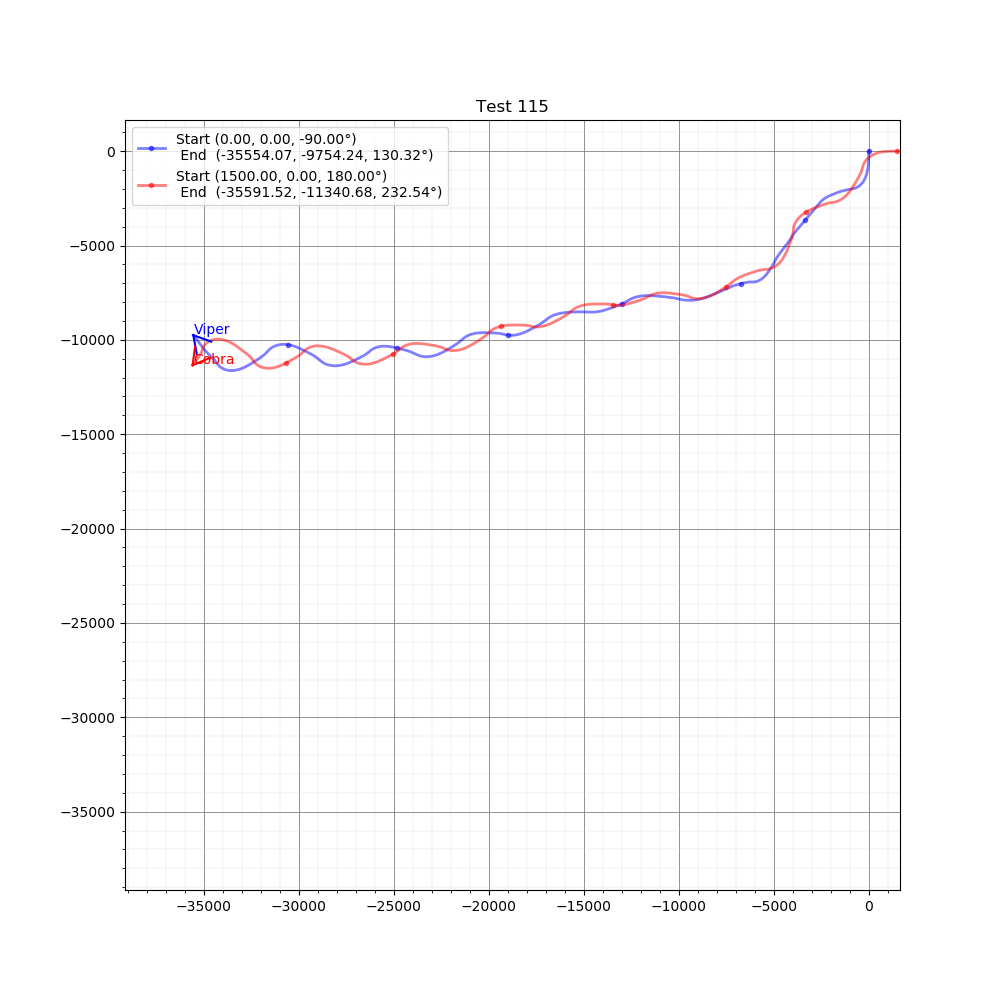 Test 115
Start (0.00, 0.00, -90.00°)
End  (-35554.07, -9754.24, 130.32°)
Start (1500.00, 0.00, 180.00°)
End  (-35591.52, -11340.68, 232.54°)
0
−5000
−10000
−15000
−20000
−25000
−30000
−35000
Viper
Cobra
−35000 −30000 −25000 −20000 −15000 −10000 −5000 0